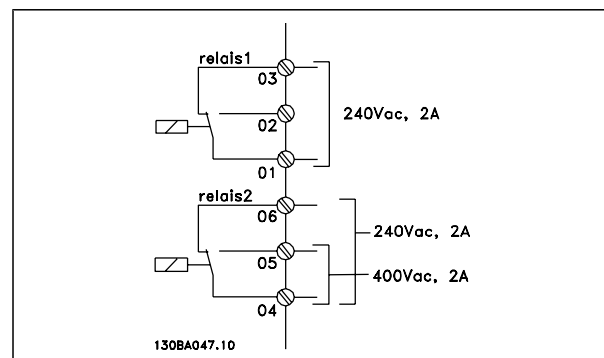 relais1
03
02
240Vac, 2A
01
relais2
06
240Vac, 2A
05
400Vac, 2A
04
130BA047.10